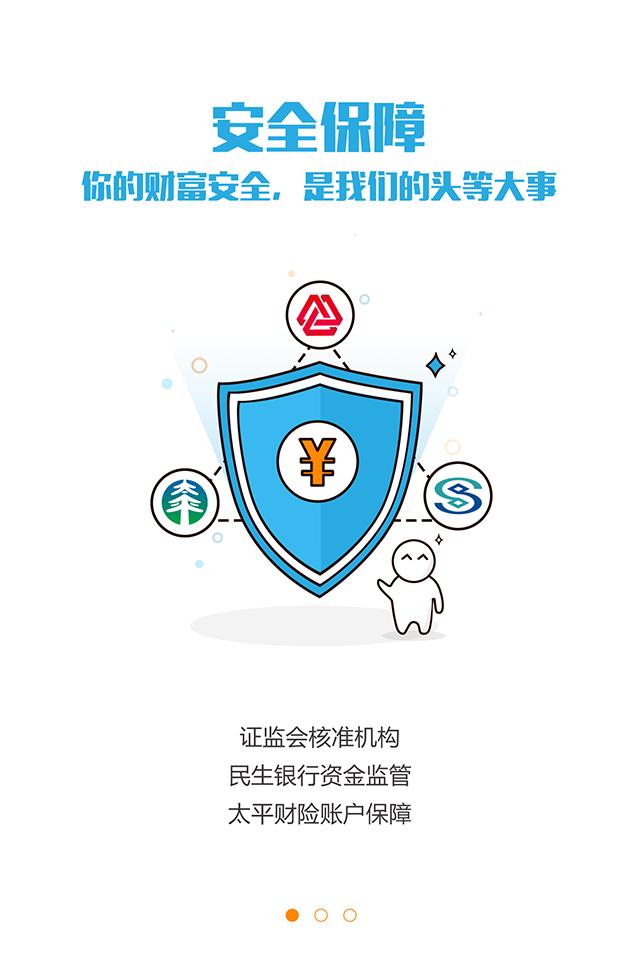 安全保障
你的财富安全，是我们的头等大事
¥
证监会核准机构
民生银行资金监管
太平财险账户保障